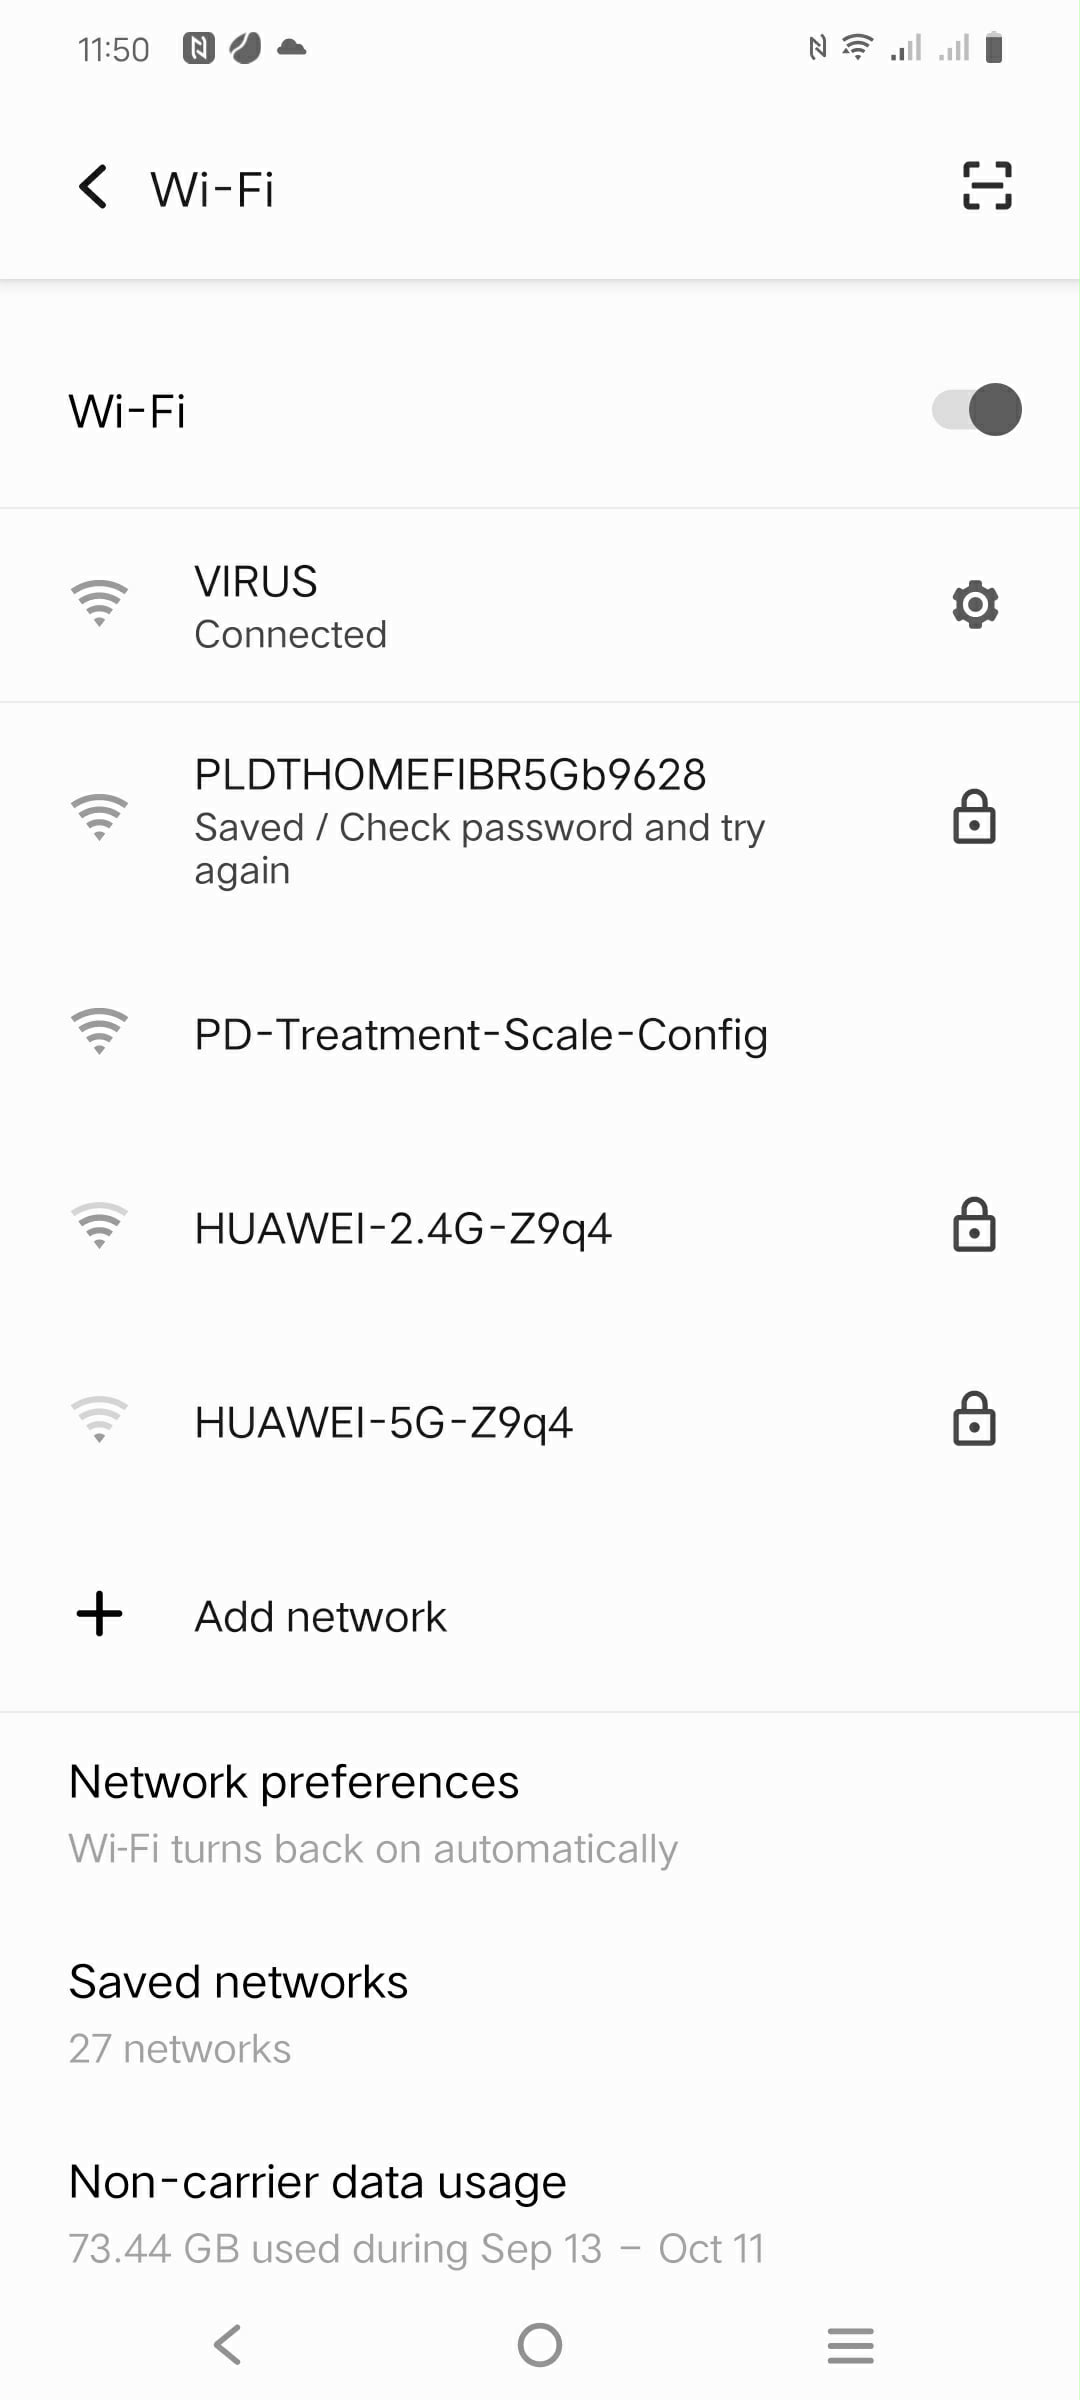 11:50
Wi-Fi
Wi-Fi
VIRUS
Connected
PLDTHOMEFIBR5Gb9628
Saved / Check password and try
again
PD-Treatment-Scale-Config
HUAWEI-2.4G-Z9q4
HUAWEI-5G-Z9q4
Add network
Network preferences
Wi-Fi turns back on automatically
Saved networks
27 networks
Non-carrier data usage
73.44 GB used during Sep 13 – Oct 11